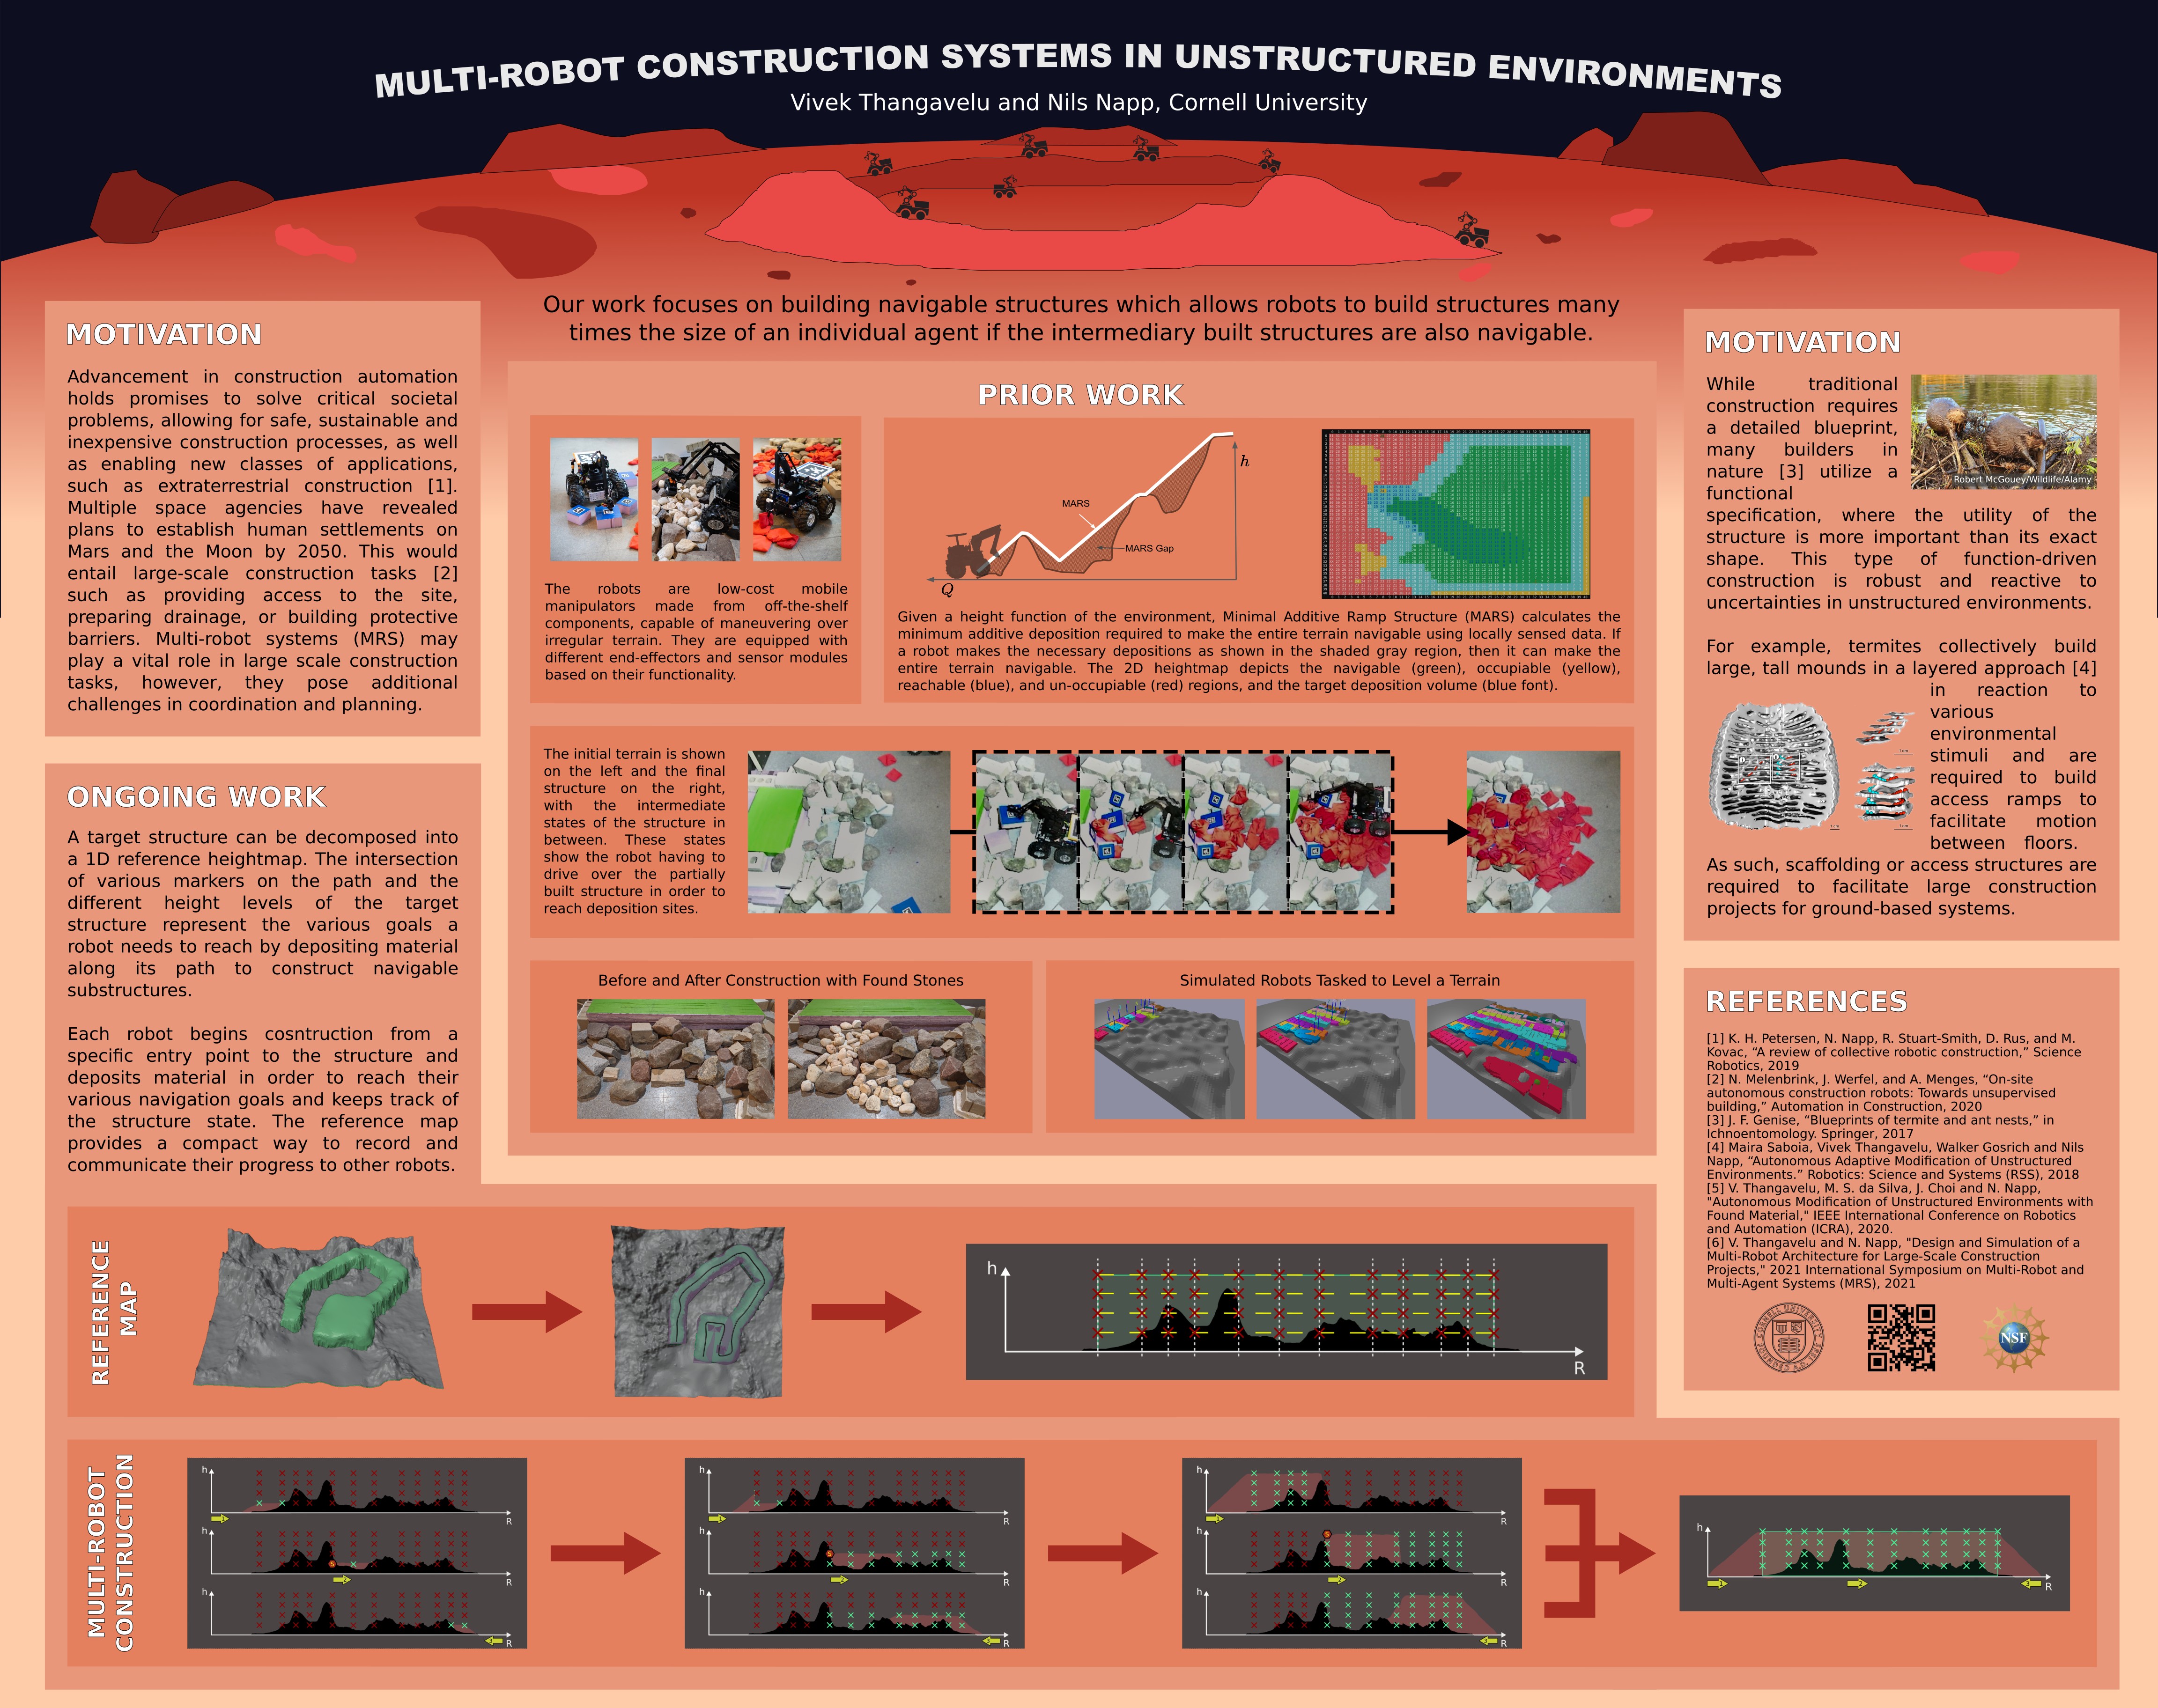 MULTI-ROBOT CONSTRUCTION SYSTEMS IN UNSTRUCTURED ENVIRONMENTS
Vivek Thangavelu and Nils Napp, Cornell University
Our work focuses on building navigable structures which allows robots to build structures many
times the size of an individual agent if the intermediary built structures are also navigable.
MOTIVATION
Advancement in construction automation
holds promises to solve critical societal
problems, allowing for safe, sustainable and
inexpensive construction processes, as well
as enabling new classes of applications,
such as extraterrestrial construction [1].
Multiple space agencies have revealed
plans to establish human settlements on
Mars and the Moon by 2050. This would
entail large-scale construction tasks [2]
such as providing access to the site,
preparing drainage, or building protective
barriers. Multi-robot systems (MRS) may
play a vital role in large scale construction
tasks, however, they pose additional
challenges in coordination and planning.
ONGOING WORK
A target structure can be decomposed into
a 1D reference heightmap. The intersection
of various markers on the path and the
different height levels of the target
structure represent the various goals a
robot needs to reach by depositing material
along its path to construct navigable
substructures.
Each robot begins cosntruction from a
specific entry point to the structure and
deposits material in order to reach their
various navigation goals and keeps track of
the structure state. The reference map
provides a compact way to record and
communicate their progress to other robots.
PRIOR WORK
The robots are low-cost mobile
manipulators made from off-the-shelf
components, capable of maneuvering over
irregular terrain. They are equipped with
different end-effectors and sensor modules
based on their functionality.
h
MARS
MARS Gap
Q
Given a height function of the environment, Minimal Additive Ramp Structure (MARS) calculates the
minimum additive deposition required to make the entire terrain navigable using locally sensed data. If
a robot makes the necessary depositions as shown in the shaded gray region, then it can make the
entire terrain navigable. The 2D heightmap depicts the navigable (green), occupiable (yellow),
reachable (blue), and un-occupiable (red) regions, and the target deposition volume (blue font).
The initial terrain is shown
on the left and the final
structure on the right,
with the intermediate
states of the structure in
between. These states
show the robot having to
drive over the partially
built structure in order to
reach deposition sites.
Before and After Construction with Found Stones
Simulated Robots Tasked to Level a Terrain
MOTIVATION
While traditional
construction requires
a detailed blueprint,
many builders in
nature [3] utilize a
functional
Robert McGouey/Wildlife/Alamy
specification, where the utility of the
structure is more important than its exact
shape. This type of function-driven
construction is robust and reactive to
uncertainties in unstructured environments.
For example, termites collectively build
large, tall mounds in a layered approach [4]
in reaction to
various
environmental
stimuli and are
required to build
access ramps to
facilitate motion
between floors.
As such, scaffolding or access structures are
required to facilitate large construction
projects for ground-based systems.
REFERENCES
[1] K. H. Petersen, N. Napp, R. Stuart-Smith, D. Rus, and M.
Kovac, “A review of collective robotic construction,” Science
Robotics, 2019
[2] N. Melenbrink, J. Werfel, and A. Menges, “On-site
autonomous construction robots: Towards unsupervised
building,” Automation in Construction, 2020
[3] J. F. Genise, “Blueprints of termite and ant nests,” in
Ichnoentomology. Springer, 2017
[4] Maira Saboia, Vivek Thangavelu, Walker Gosrich and Nils
Napp, “Autonomous Adaptive Modification of Unstructured
Environments.” Robotics: Science and Systems (RSS), 2018
[5] V. Thangavelu, M. S. da Silva, J. Choi and N. Napp,
"Autonomous Modification of Unstructured Environments with
Found Material," IEEE International Conference on Robotics
and Automation (ICRA), 2020.
[6] V. Thangavelu and N. Napp, "Design and Simulation of a
Multi-Robot Architecture for Large-Scale Construction
Projects," 2021 International Symposium on Multi-Robot and
Multi-Agent Systems (MRS), 2021
CORNELL UNIVERSITY
FOUNDED A.D. 1865
NSF
REFERENCE
MAP
h
R
MULTI-ROBOT
CONSTRUCTION
h
R
h
R
h
R
h
R
h
R
h
R
h
R
h
R
h
R
h
R